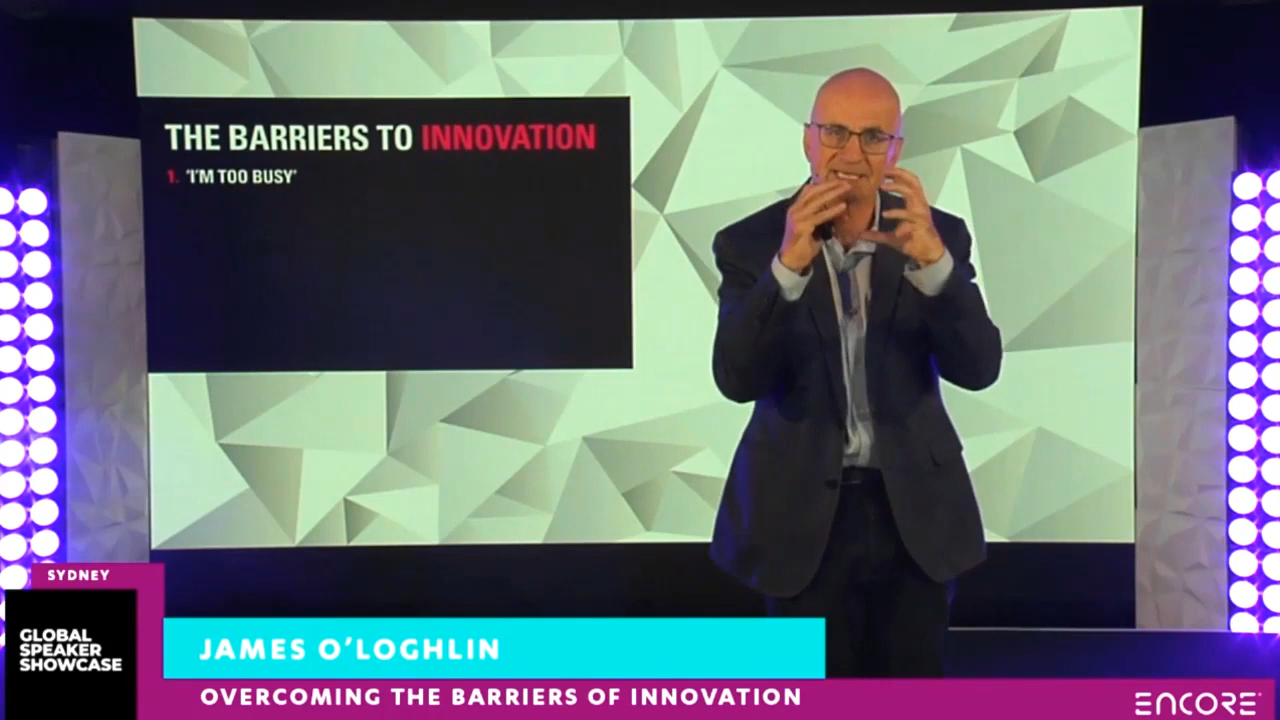 THE BARRIERS TO INNOVATION
1. 'I'M TOO BUSY'
SYDNEY
GLOBAL
SPEAKER
SHOWCASE
JAMES O'LOGHLIN
OVERCOMING THE BARRIERS OF INNOVATION
ENCORE